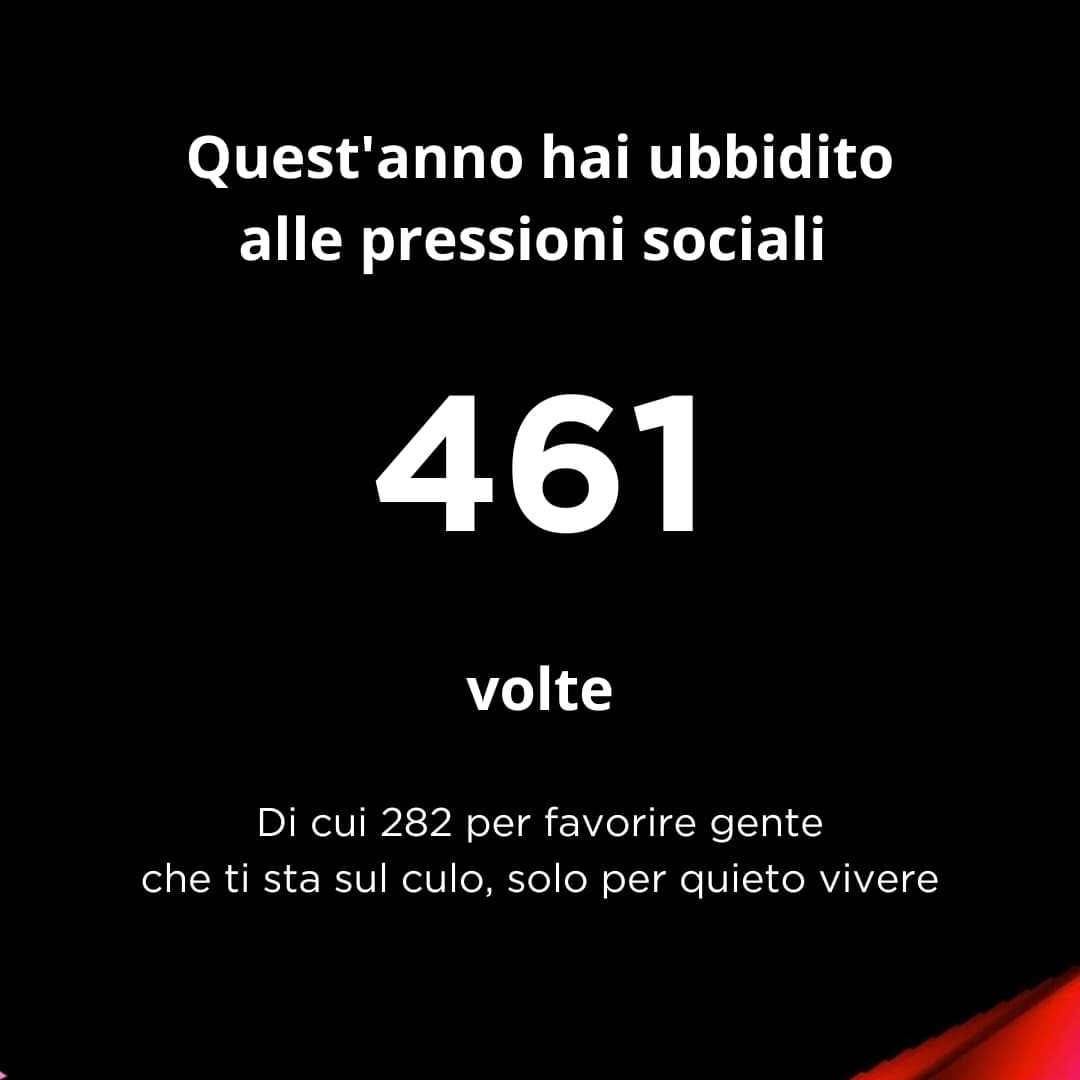 Quest'anno hai ubbidito
alle pressioni sociali
461
volte
Di cui 282 per favorire gente
che ti sta sul culo, solo per quieto vivere